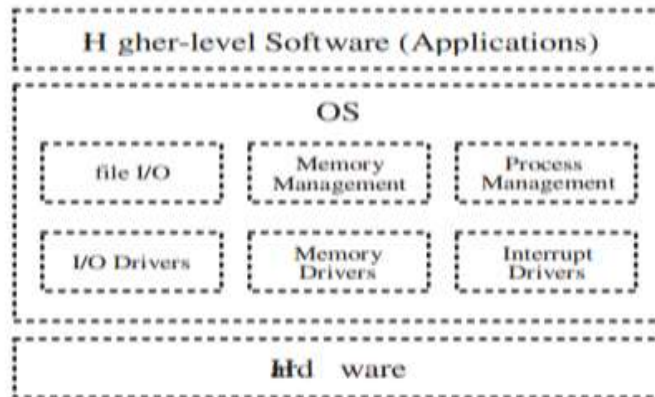 H gher-level Software (Applications)
OS
file I/O
Memory
Management
Process
Management
I/O Drivers
Memory
Drivers
Interrupt
Drivers
ware